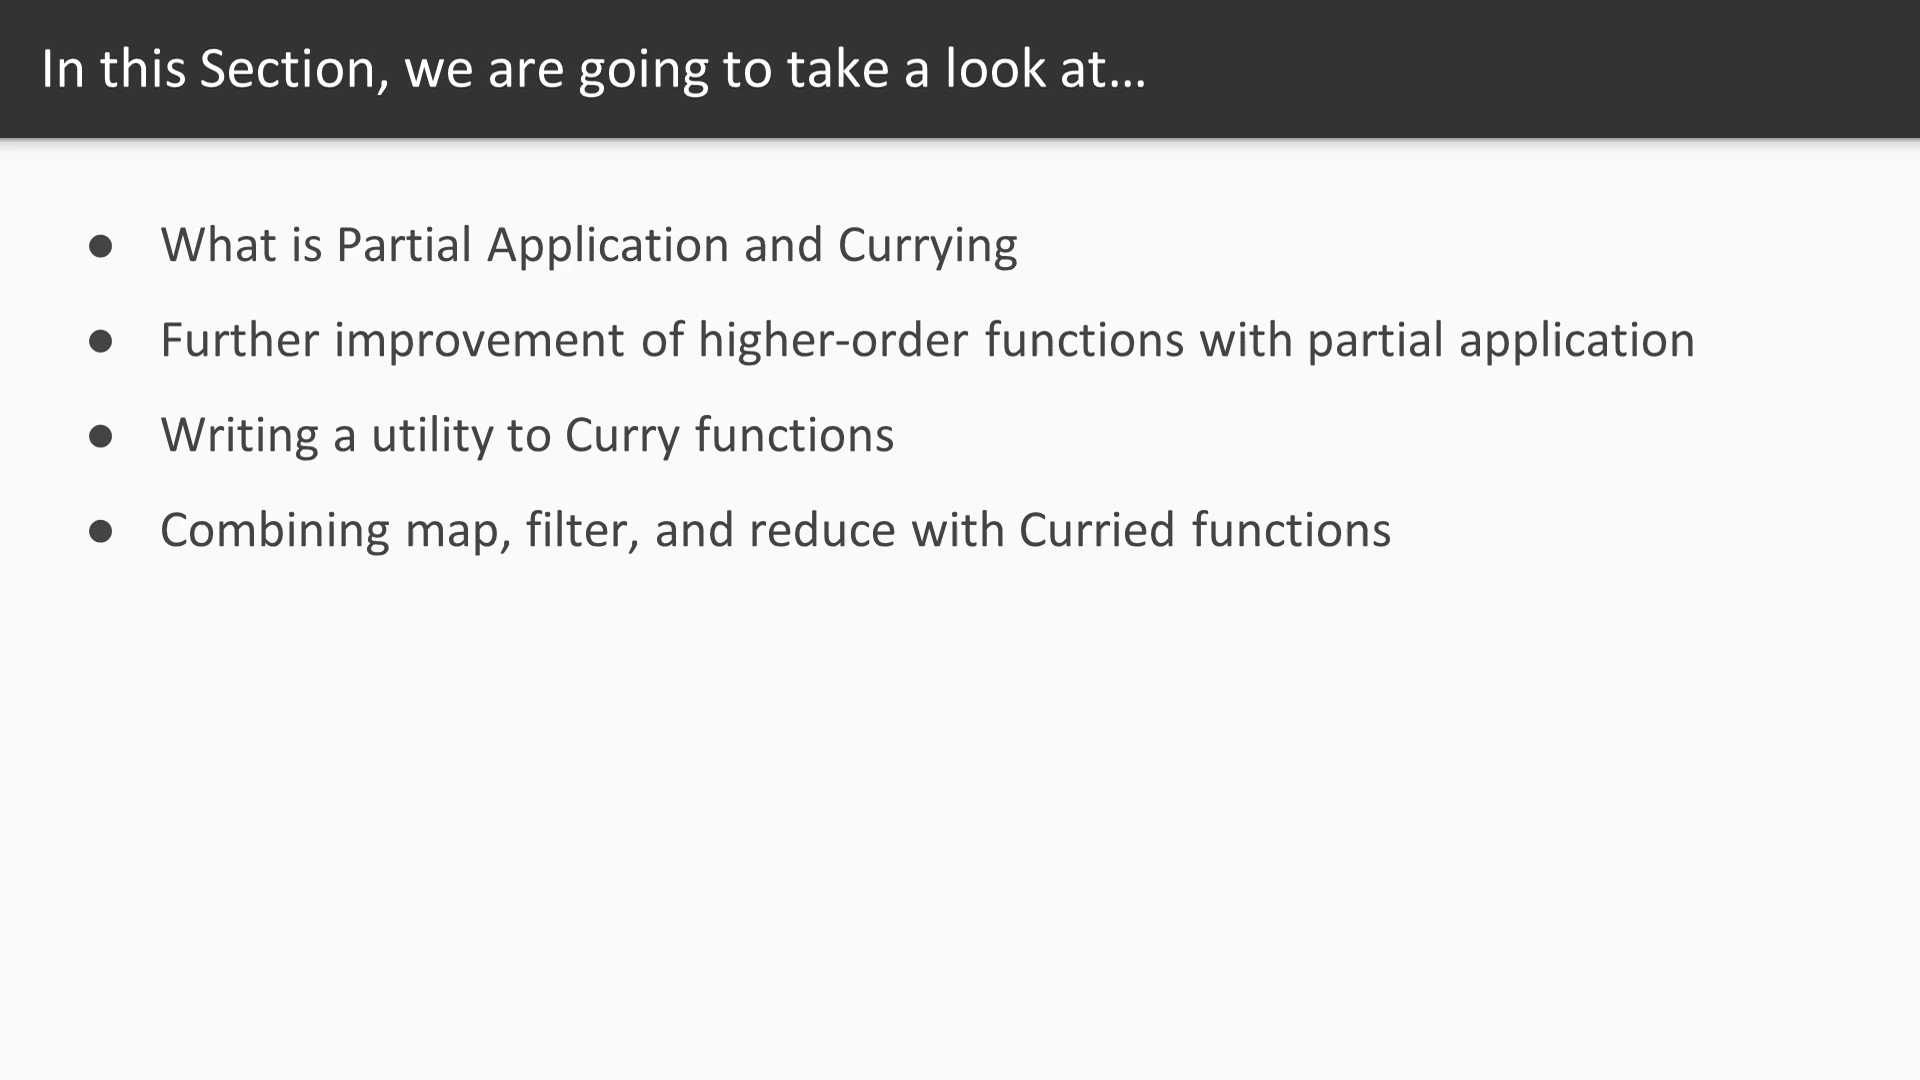 In this Section, we are going to take a look at…
● What is Partial Application and Currying
● Further improvement of higher-order functions with partial application
● Writing a utility to Curry functions
● Combining map, filter, and reduce with Curried functions